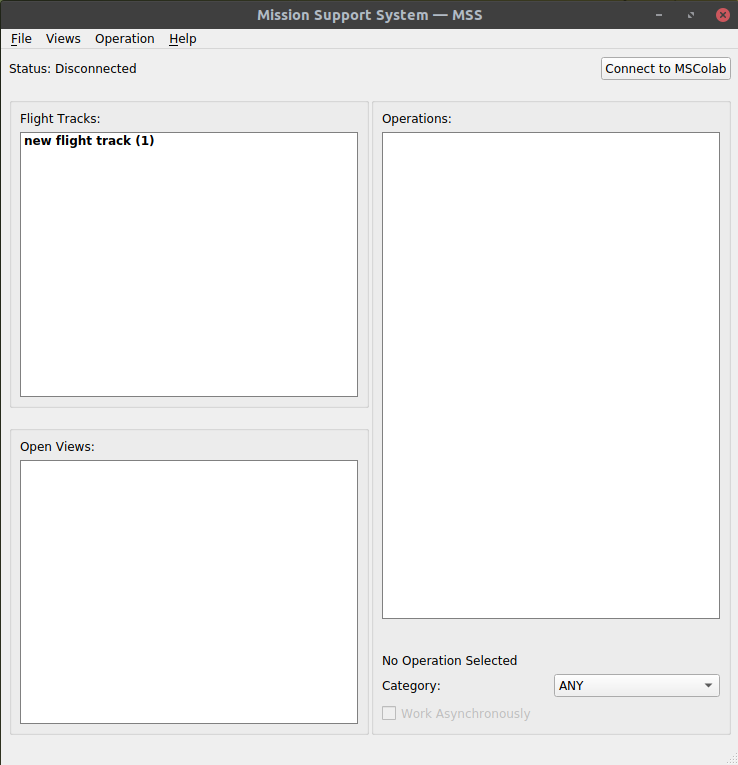 Mission Support System — MSS
File Views Operation Help
Status: Disconnected
Connect to MSColab
Flight Tracks:
new flight track (1)
Open Views:
Operations:
No Operation Selected
Category:
ANY
Work Asynchronously